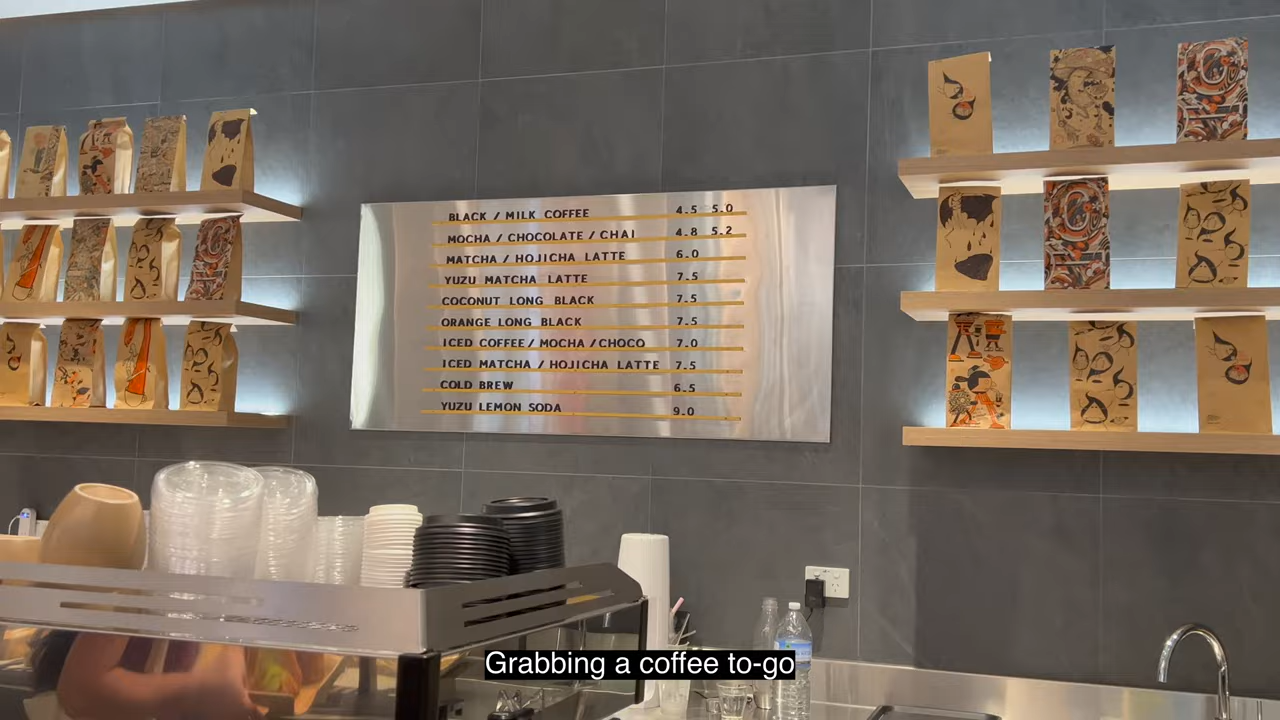 BLACK / MILK COFFEE 4.5 5.0
MOCHA / CHOCOLATE / CHAI 4.8 5.2
MATCHA / HOJICHA LATTE 6.0
YUZU MATCHA LATTE 7.5
COCONUT LONG BLACK 7.5
ORANGE LONG BLACK 7.5
ICED COFFEE / MOCHA / CHOCO 7.0
ICED MATCHA / HOJICHA LATTE 7.5
COLD BREW 6.5
YUZU LEMON SODA 9.0
Grabbing a coffee to-go